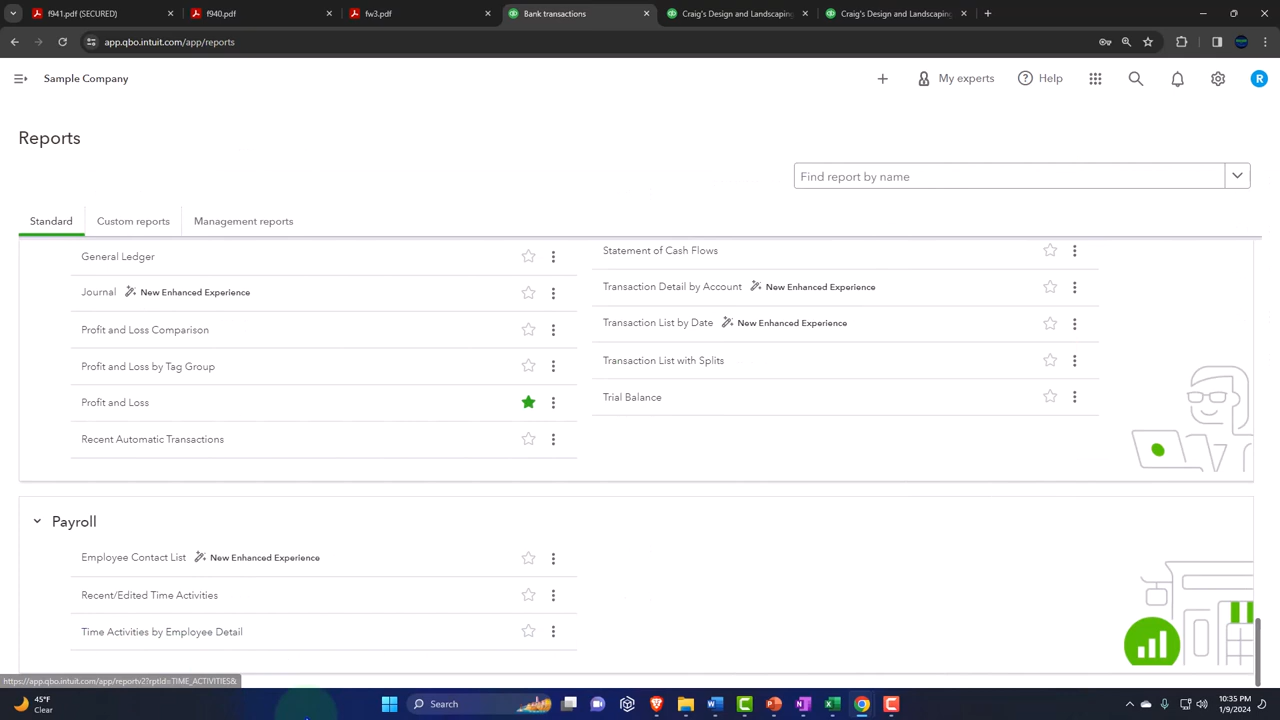 f941.pdf (SECURED)
f940.pdf
fw3.pdf
Bank transactions
Craig's Design and Landscaping
Craig's Design and Landscaping
app.qbo.intuit.com/app/reports
Sample Company
My experts
Help
R
Reports
Find report by name
Standard
Custom reports
Management reports
General Ledger
Journal New Enhanced Experience
Profit and Loss Comparison
Profit and Loss by Tag Group
Profit and Loss
Recent Automatic Transactions
Statement of Cash Flows
Transaction Detail by Account New Enhanced Experience
Transaction List by Date New Enhanced Experience
Transaction List with Splits
Trial Balance
Payroll
Employee Contact List New Enhanced Experience
Recent/Edited Time Activities
Time Activities by Employee Detail
https://app.qbo.intuit.com/app/reportv2?rptId=TIME_ACTIVITIES&
45°F
Clear
Search
10:35 PM
1/9/2024